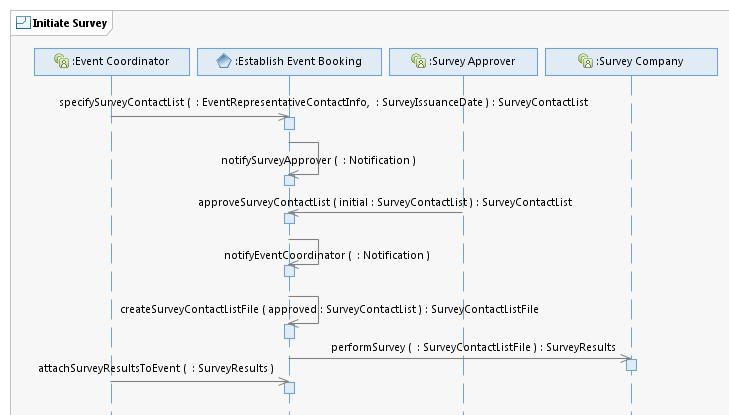 Initiate Survey
:Event Coordinator
:Establish Event Booking
:Survey Approver
:Survey Company
specifySurveyContactList ( : EventRepresentativeContactInfo, : SurveyIssuanceDate ) : SurveyContactList
notifySurveyApprover ( : Notification )
approveSurveyContactList ( initial : SurveyContactList ) : SurveyContactList
notifyEventCoordinator ( : Notification )
createSurveyContactListFile ( approved : SurveyContactList ) : SurveyContactListFile
performSurvey ( : SurveyContactListFile ) : SurveyResults
attachSurveyResultsToEvent ( : SurveyResults )